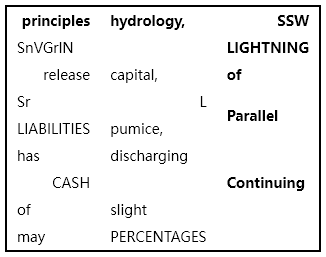 principles hydrology, SSW
SnVGrIN LIGHTNING
release capital, of
Sr L
Parallel
LIABILITIES pumice,
has discharging
CASH Continuing
of slight
may PERCENTAGES